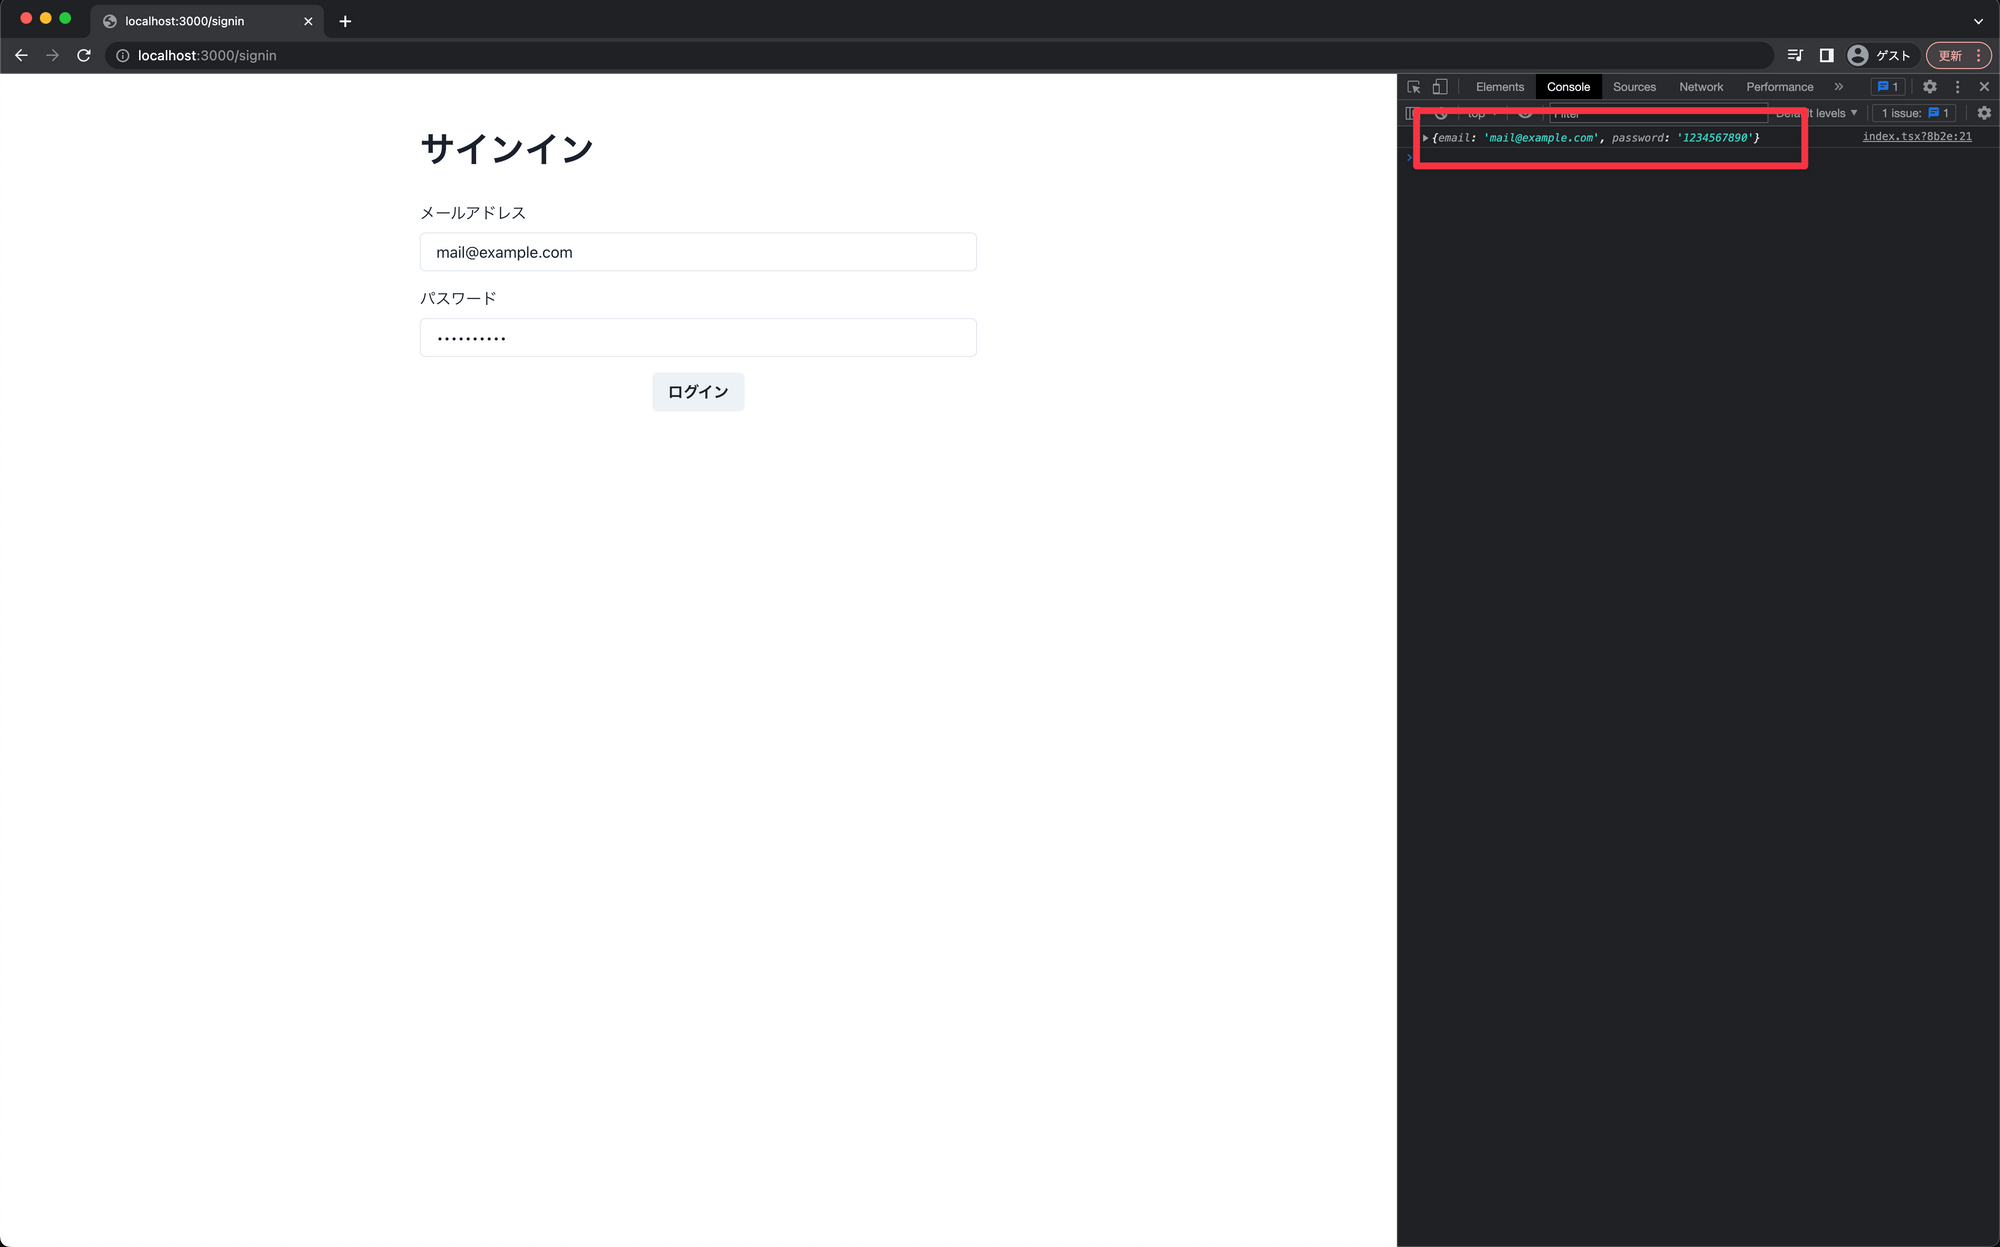 localhost:3000/signin
localhost:3000/signin
ゲスト
更新
サインイン
メールアドレス
mail@example.com
パスワード
••••••••••
ログイン
Elements Console Sources Network Performance » 1
top Filter Default levels ▼ 1 issue: 1
{email: 'mail@example.com', password: '1234567890'} index.tsx?8b2e:21